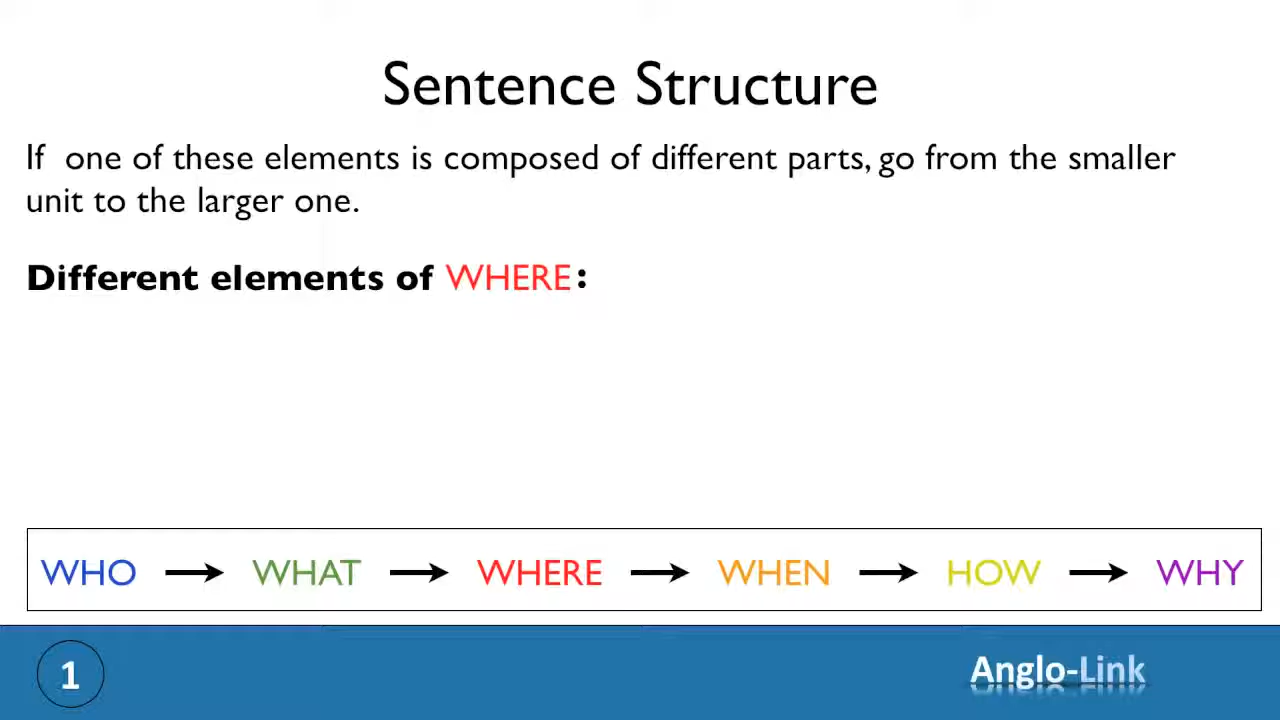 Sentence Structure
If one of these elements is composed of different parts, go from the smaller
unit to the larger one.
Different elements of WHERE:
WHO → WHAT → WHERE → WHEN → HOW → WHY
1
Anglo-Link